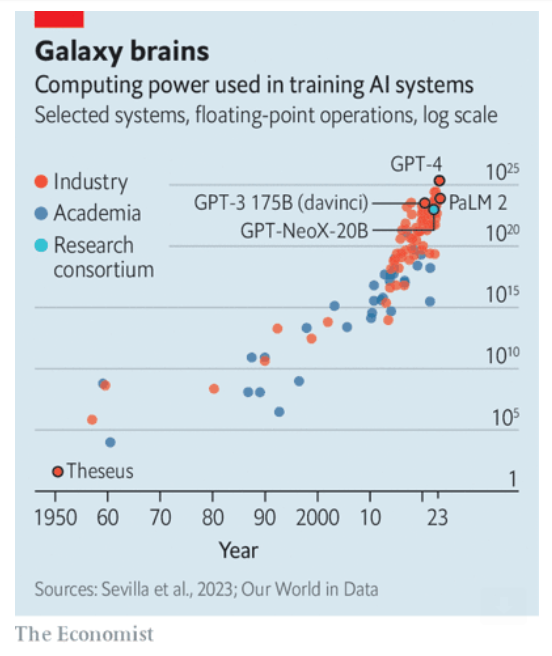 Galaxy brains
Computing power used in training AI systems
Selected systems, floating-point operations, log scale
Industry
Academia
Research
consortium
GPT-4
GPT-3 175B (davinci)
PaLM 2
GPT-NeoX-20B
10²⁵
10²⁰
10¹⁵
10¹⁰
10⁵
1
Theseus
1950 60 70 80 90 2000 10 23
Year
Sources: Sevilla et al., 2023; Our World in Data
The Economist